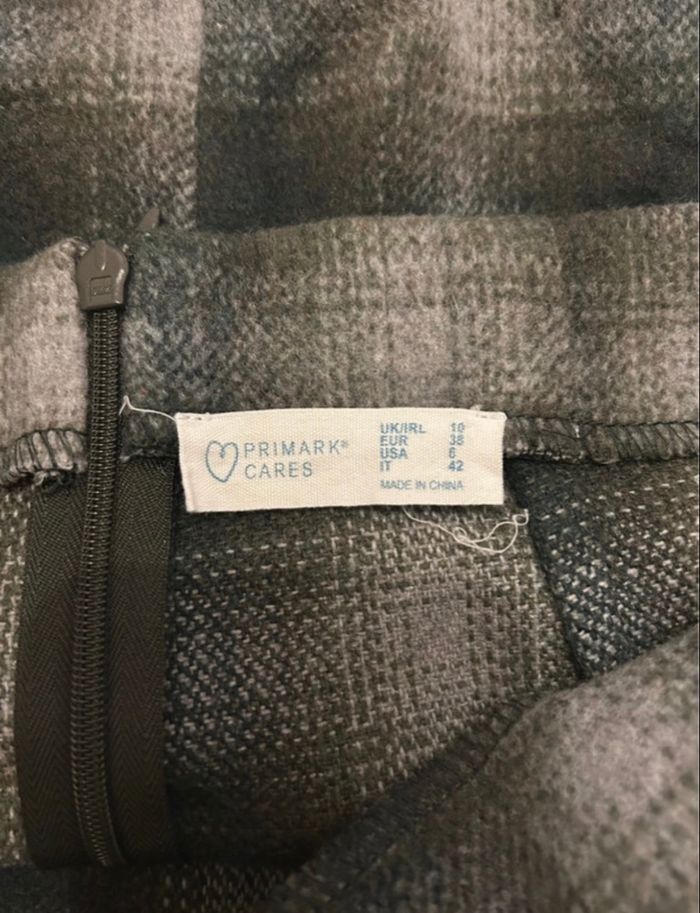 PRIMARK®
CARES
UK/IRL 10
EUR 38
USA 6
IT 42
MADE IN CHINA